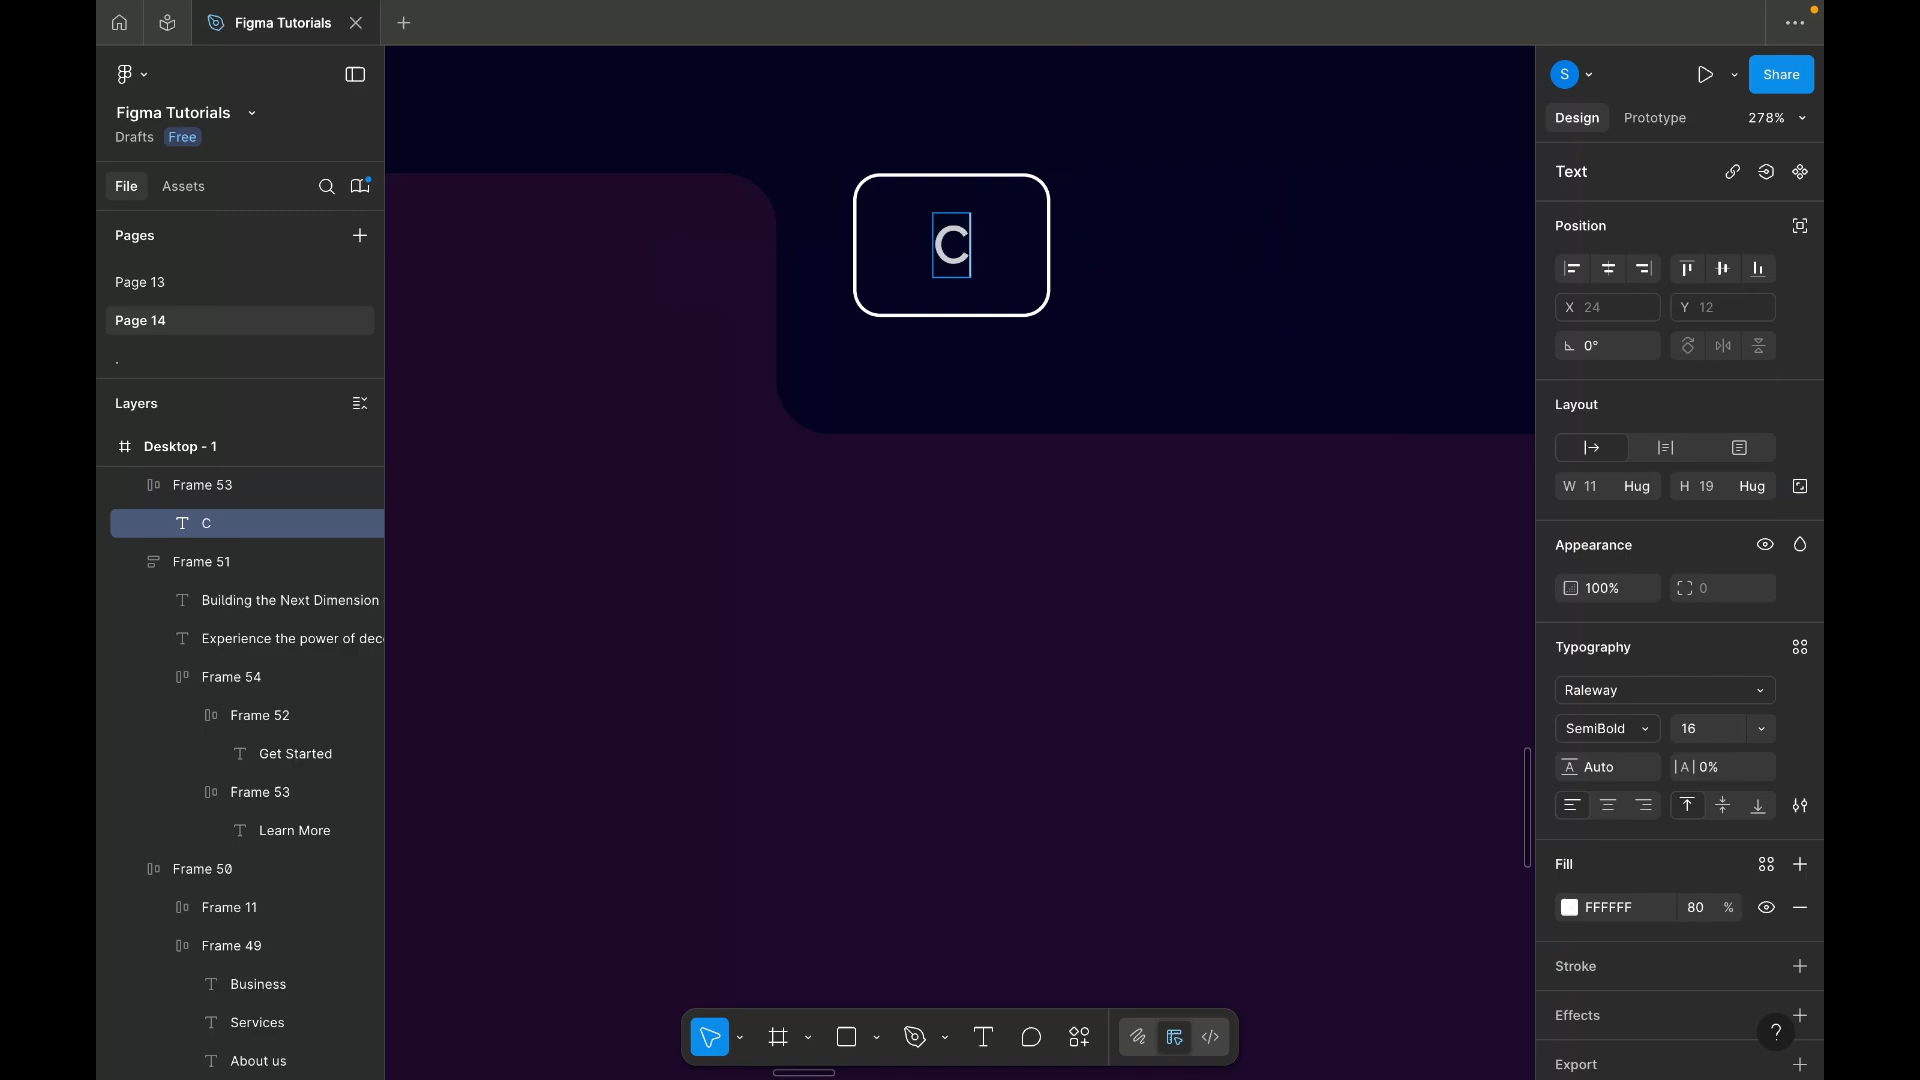 Figma Tutorials
Figma Tutorials
Drafts Free
File Assets
Pages
Page 13
Page 14
.
Layers
Desktop - 1
Frame 53
C
Frame 51
Building the Next Dimension
Experience the power of dec
Frame 54
Frame 52
Get Started
Frame 53
Learn More
Frame 50
Frame 11
Frame 49
Business
Services
About us
C
S
Share
Design Prototype 278%
Text
Position
X 24 Y 12
0°
Layout
W 11 Hug H 19 Hug
Appearance
100% 0
Typography
Raleway
SemiBold 16
A Auto |A| 0%
Fill
FFFFFF 80 %
Stroke
Effects
?
Export